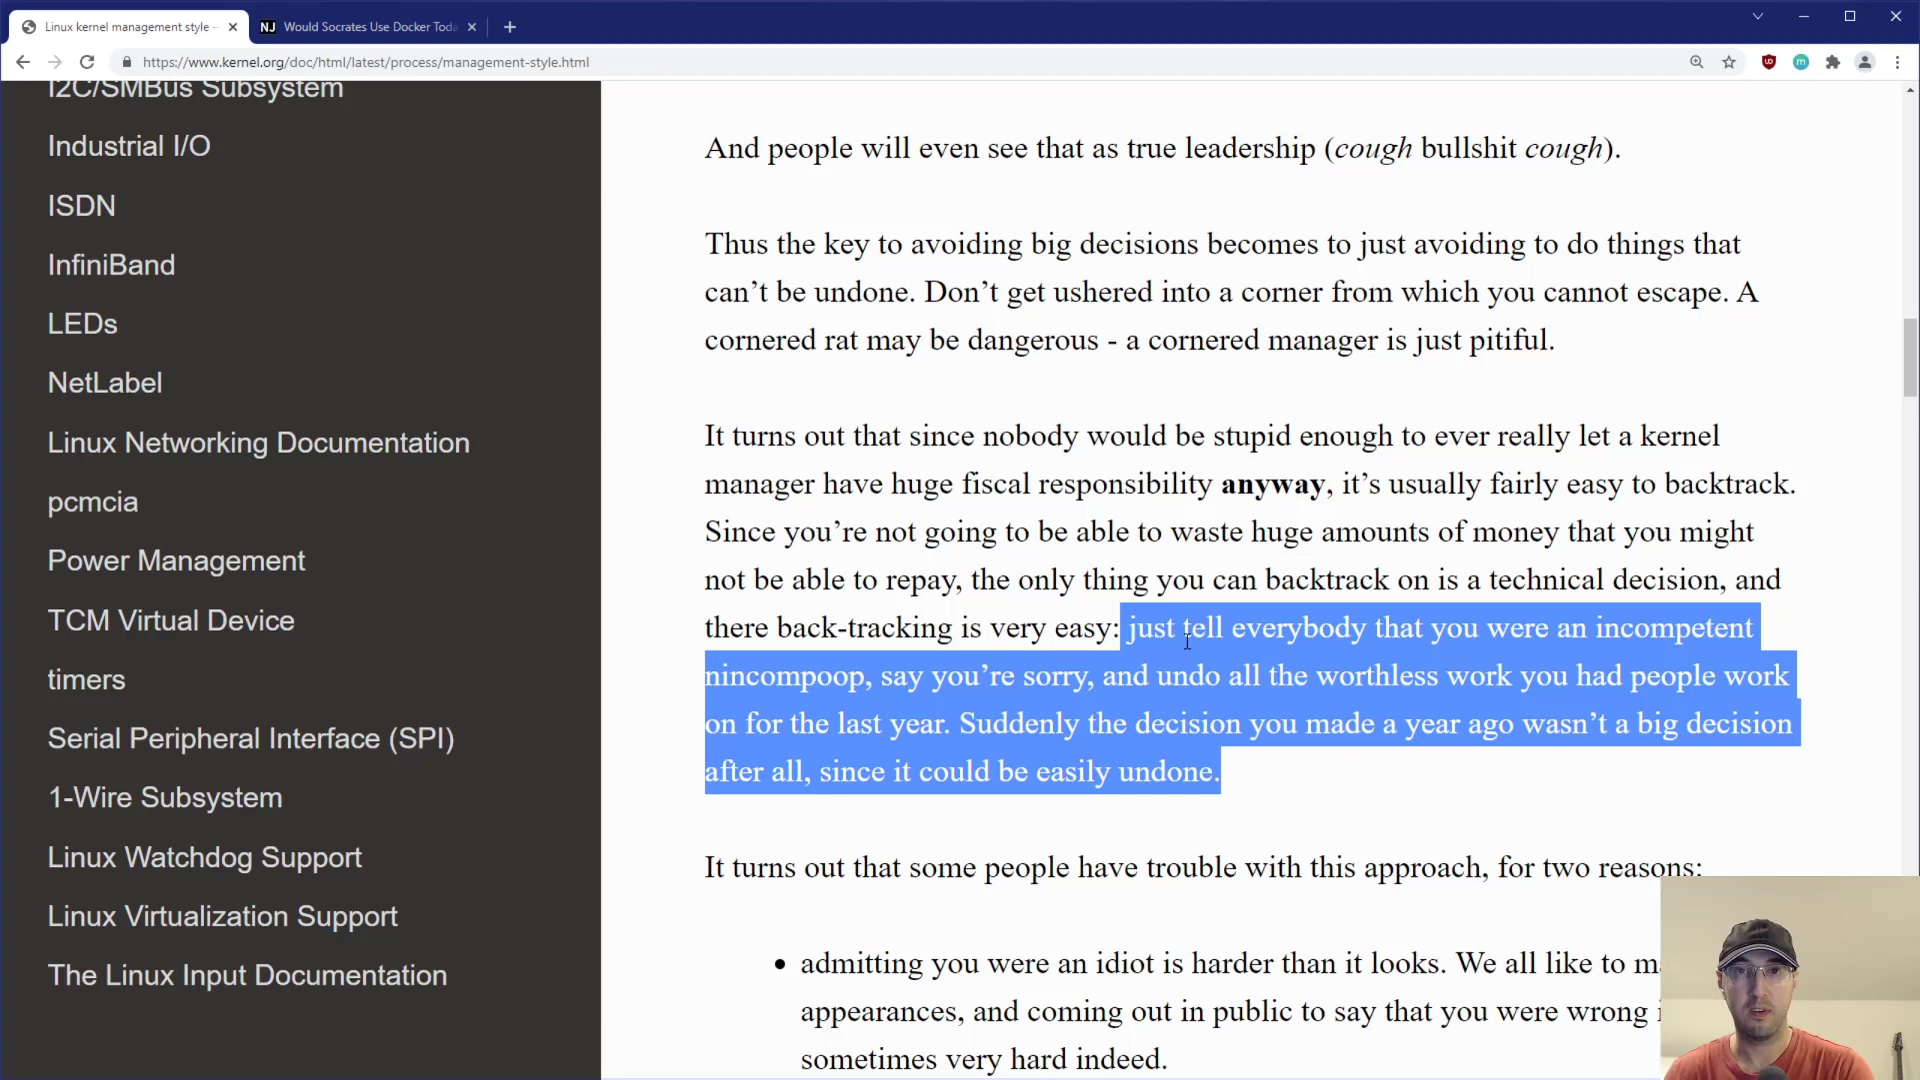 Linux kernel management style –
NJ Would Socrates Use Docker Toda
https://www.kernel.org/doc/html/latest/process/management-style.html
I2C/SMBus Subsystem
Industrial I/O
ISDN
InfiniBand
LEDs
NetLabel
Linux Networking Documentation
pcmcia
Power Management
TCM Virtual Device
timers
Serial Peripheral Interface (SPI)
1-Wire Subsystem
Linux Watchdog Support
Linux Virtualization Support
The Linux Input Documentation
And people will even see that as true leadership (cough bullshit cough).
Thus the key to avoiding big decisions becomes to just avoiding to do things that
can’t be undone. Don’t get ushered into a corner from which you cannot escape. A
cornered rat may be dangerous - a cornered manager is just pitiful.
It turns out that since nobody would be stupid enough to ever really let a kernel
manager have huge fiscal responsibility anyway, it’s usually fairly easy to backtrack.
Since you’re not going to be able to waste huge amounts of money that you might
not be able to repay, the only thing you can backtrack on is a technical decision, and
there back-tracking is very easy: just tell everybody that you were an incompetent
nincompoop, say you’re sorry, and undo all the worthless work you had people work
on for the last year. Suddenly the decision you made a year ago wasn’t a big decision
after all, since it could be easily undone.
It turns out that some people have trouble with this approach, for two reasons:
• admitting you were an idiot is harder than it looks. We all like to m
appearances, and coming out in public to say that you were wrong i
sometimes very hard indeed.